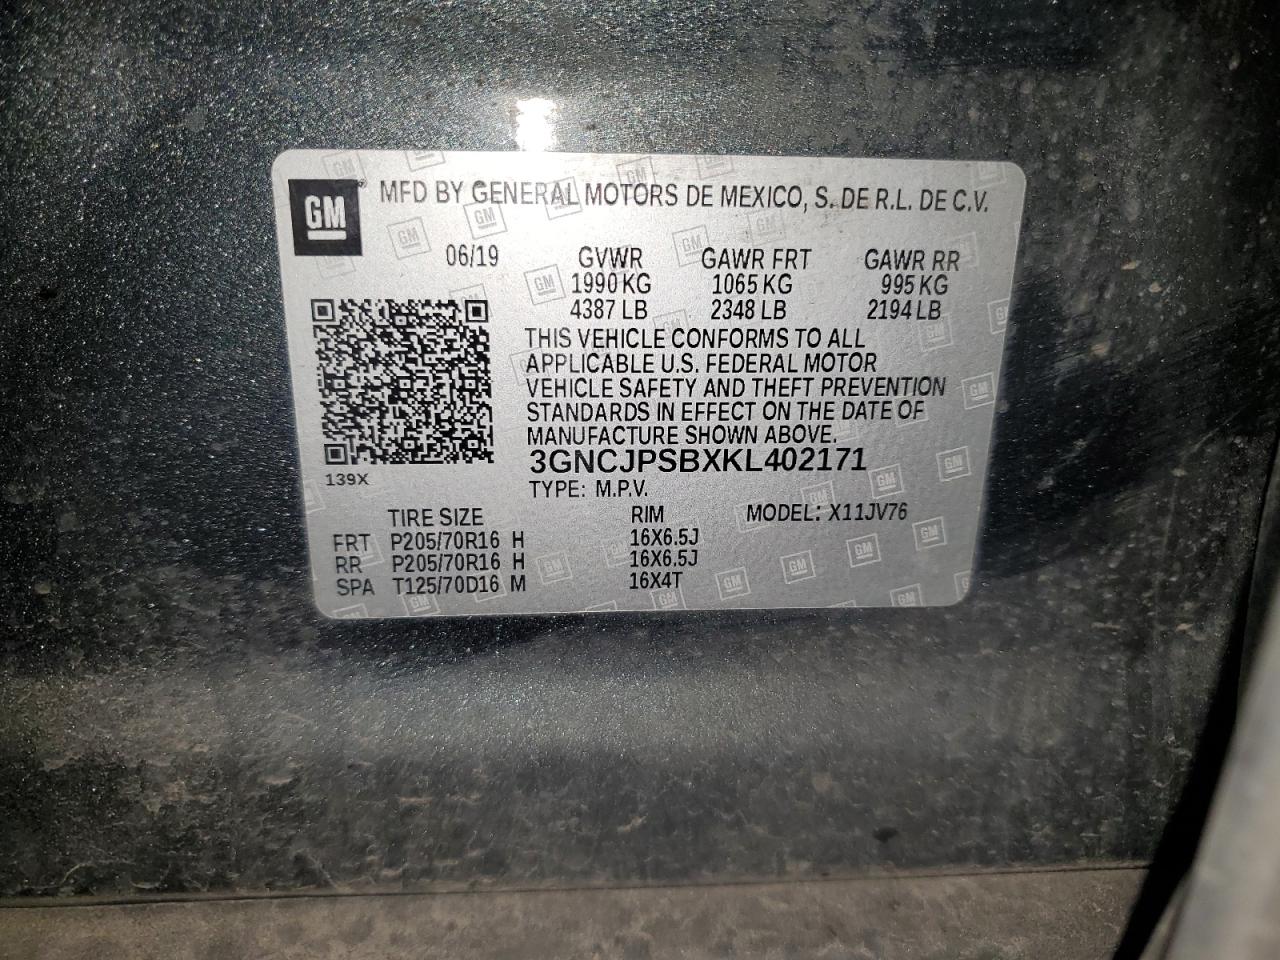 GM MFD BY GENERAL MOTORS DE MEXICO, S. DE R.L. DE C.V.
06/19 GVWR GAWR FRT GAWR RR
1990 KG 1065 KG 995 KG
4387 LB 2348 LB 2194 LB
THIS VEHICLE CONFORMS TO ALL
APPLICABLE U.S. FEDERAL MOTOR
VEHICLE SAFETY AND THEFT PREVENTION
STANDARDS IN EFFECT ON THE DATE OF
MANUFACTURE SHOWN ABOVE.
3GNCJPSBXKL402171
139X
TYPE: M.P.V.
TIRE SIZE RIM MODEL: X11JV76
FRT P205/70R16 H 16X6.5J
RR P205/70R16 H 16X6.5J
SPA T125/70D16 M 16X4T